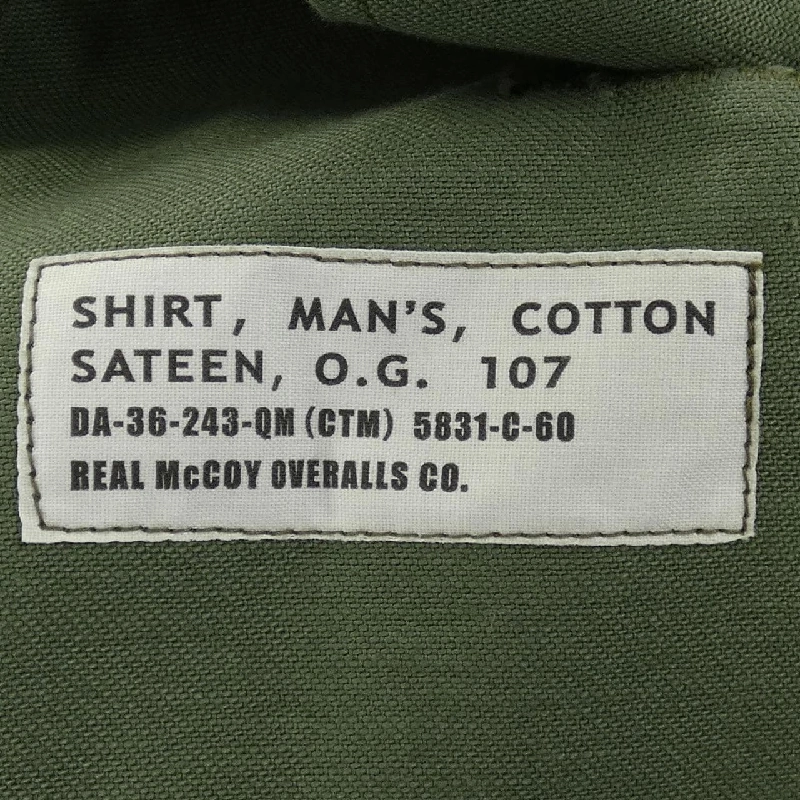 SHIRT, MAN'S, COTTON
SATEEN, O.G. 107
DA-36-243-QM (CTM) 5831-C-60
REAL McCOY OVERALLS CO.